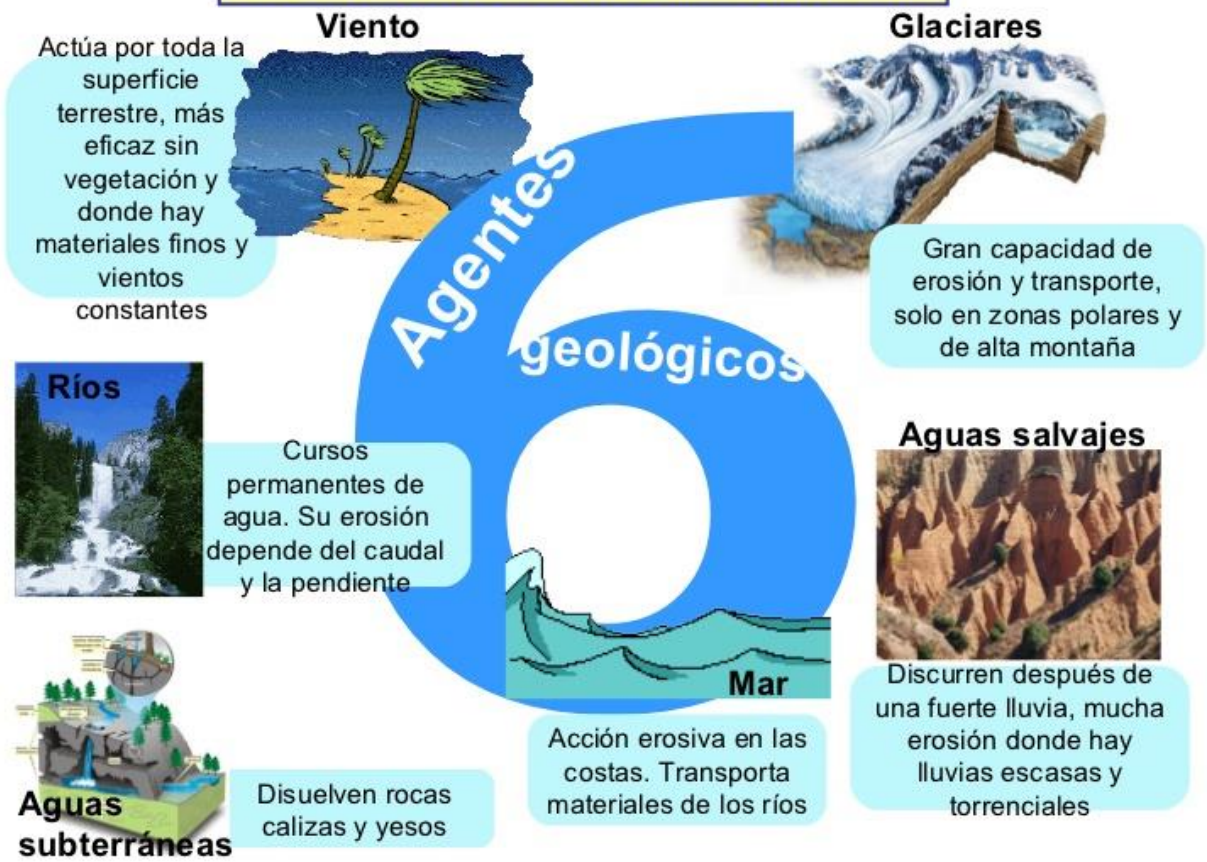 Viento
Actúa por toda la
superficie
terrestre, más
eficaz sin
vegetación y
donde hay
materiales finos y
vientos
constantes
Glaciares
Gran capacidad de
erosión y transporte,
solo en zonas polares y
de alta montaña
Agentes
geológicos
Ríos
Cursos
permanentes de
agua. Su erosión
depende del caudal
y la pendiente
Aguas salvajes
Discurren después de
una fuerte lluvia, mucha
erosión donde hay
lluvias escasas y
torrenciales
Mar
Acción erosiva en las
costas. Transporta
materiales de los ríos
Aguas
subterráneas
Disuelven rocas
calizas y yesos